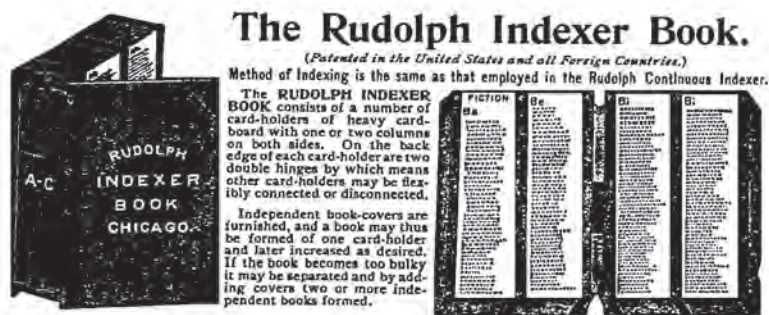 The Rudolph Indexer Book.
(Patented in the United States and all Foreign Countries.)
Method of Indexing is the same as that employed in the Rudolph Continuous Indexer.
RUDOLPH
INDEXER
BOOK
CHICAGO.
A-C
The RUDOLPH INDEXER
BOOK consists of a number of
card-holders of heavy card-
board with one or two columns
on both sides. On the back
edge of each card-holder are two
double hinges by which means
other card-holders may be flex-
ibly connected or disconnected.
Independent book-covers are
furnished, and a book may thus
be formed of one card-holder
and later increased as desired.
If the book becomes too bulky
it may be separated and by add-
ing covers two or more inde-
pendent books formed.
FICTION
Ba
Be
Bi
Bi